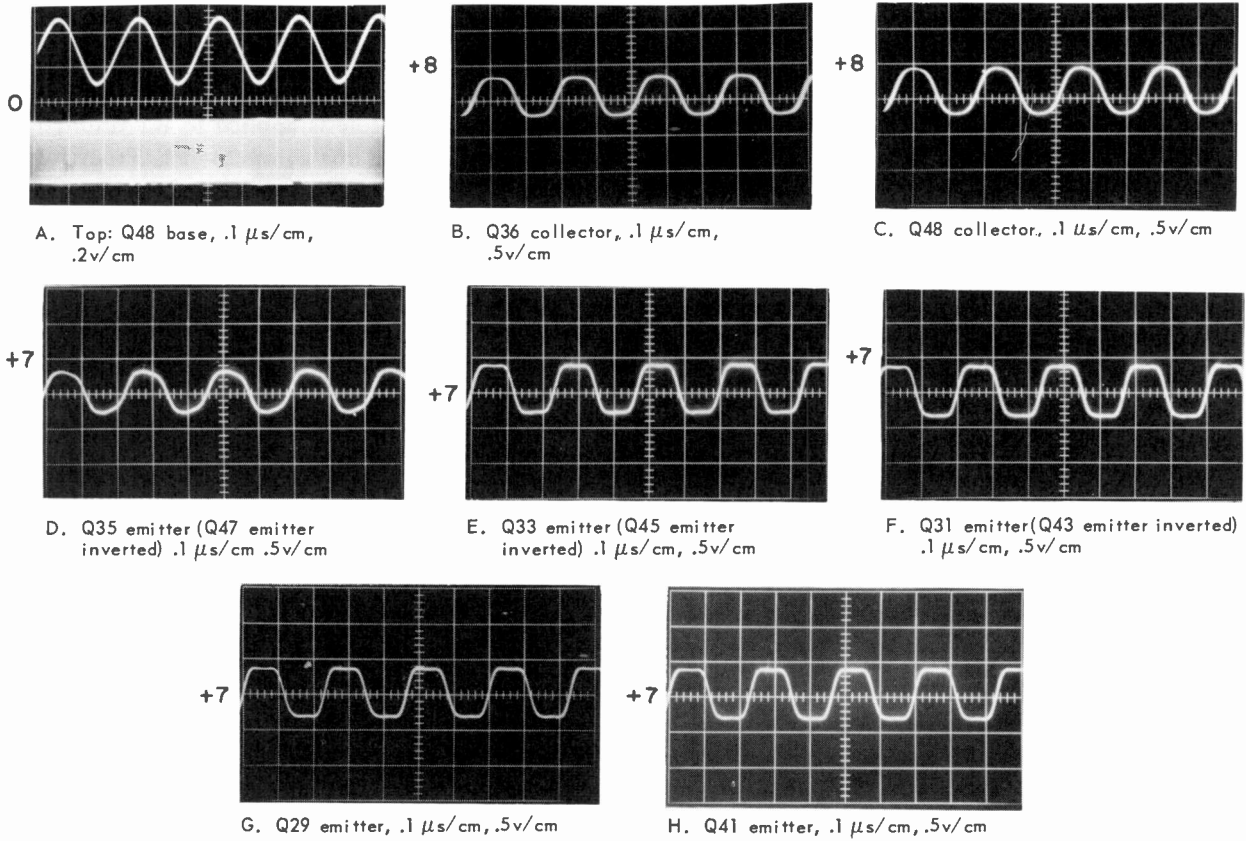 0
+8
+8
A. Top: Q48 base, .1 μs/cm,
.2v/cm
B. Q36 collector, .1 μs/cm,
.5v/cm
C. Q48 collector, .1 μs/cm, .5v/cm
+7
+7
+7
D. Q35 emitter (Q47 emitter
inverted) .1 μs/cm .5v/cm
E. Q33 emitter (Q45 emitter
inverted) .1 μs/cm, .5v/cm
F. Q31 emitter(Q43 emitter inverted)
.1 μs/cm, .5v/cm
+7
+7
G. Q29 emitter, .1 μs/cm,.5v/cm
H. Q41 emitter, .1 μs/cm,.5v/cm